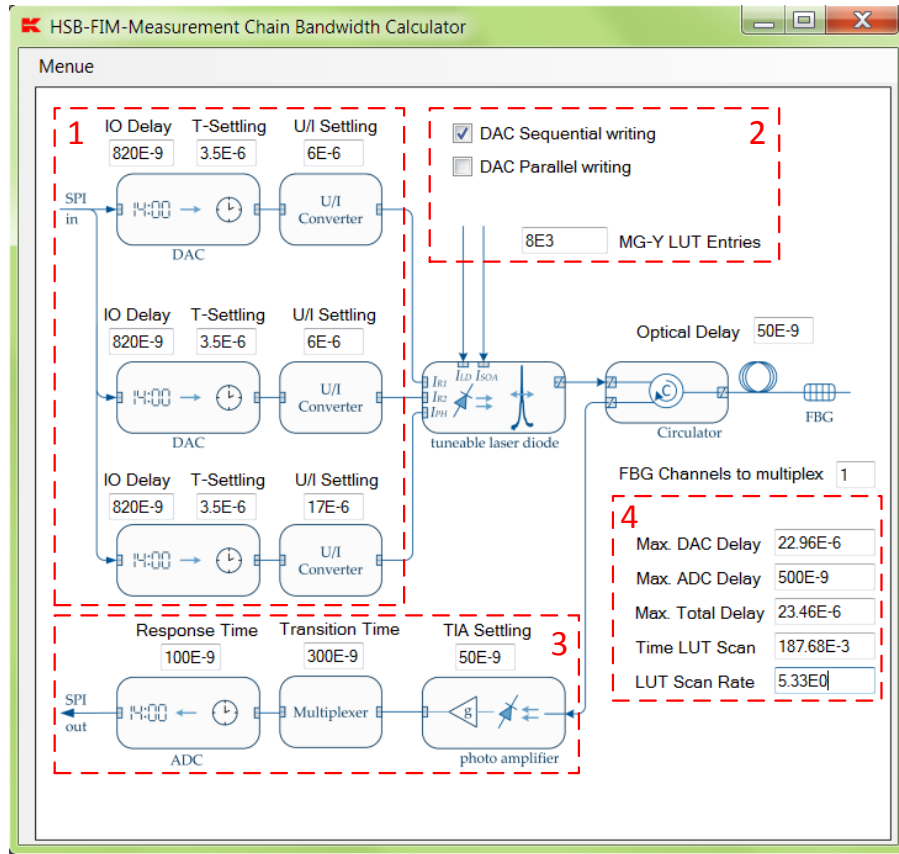 HSB-FIM-Measurement Chain Bandwidth Calculator
Menue
1
IO Delay T-Settling U/I Settling
820E-9 3.5E-6 6E-6
SPI
in
14:00
U/I
Converter
DAC
2
DAC Sequential writing
DAC Parallel writing
8E3 MG-Y LUT Entries
IO Delay T-Settling U/I Settling
820E-9 3.5E-6 6E-6
14:00
U/I
Converter
DAC
Optical Delay 50E-9
IR1 ILD ISOA
IR2
IPH
tuneable laser diode
C
Circulator
FBG
IO Delay T-Settling U/I Settling
820E-9 3.5E-6 17E-6
14:00
U/I
Converter
FBG Channels to multiplex 1
4
Max. DAC Delay 22.96E-6
Max. ADC Delay 500E-9
Max. Total Delay 23.46E-6
Time LUT Scan 187.68E-3
LUT Scan Rate 5.33E0
3
Response Time Transition Time TIA Settling
100E-9 300E-9 50E-9
SPI
out
14:00
Multiplexer
g
ADC
photo amplifier